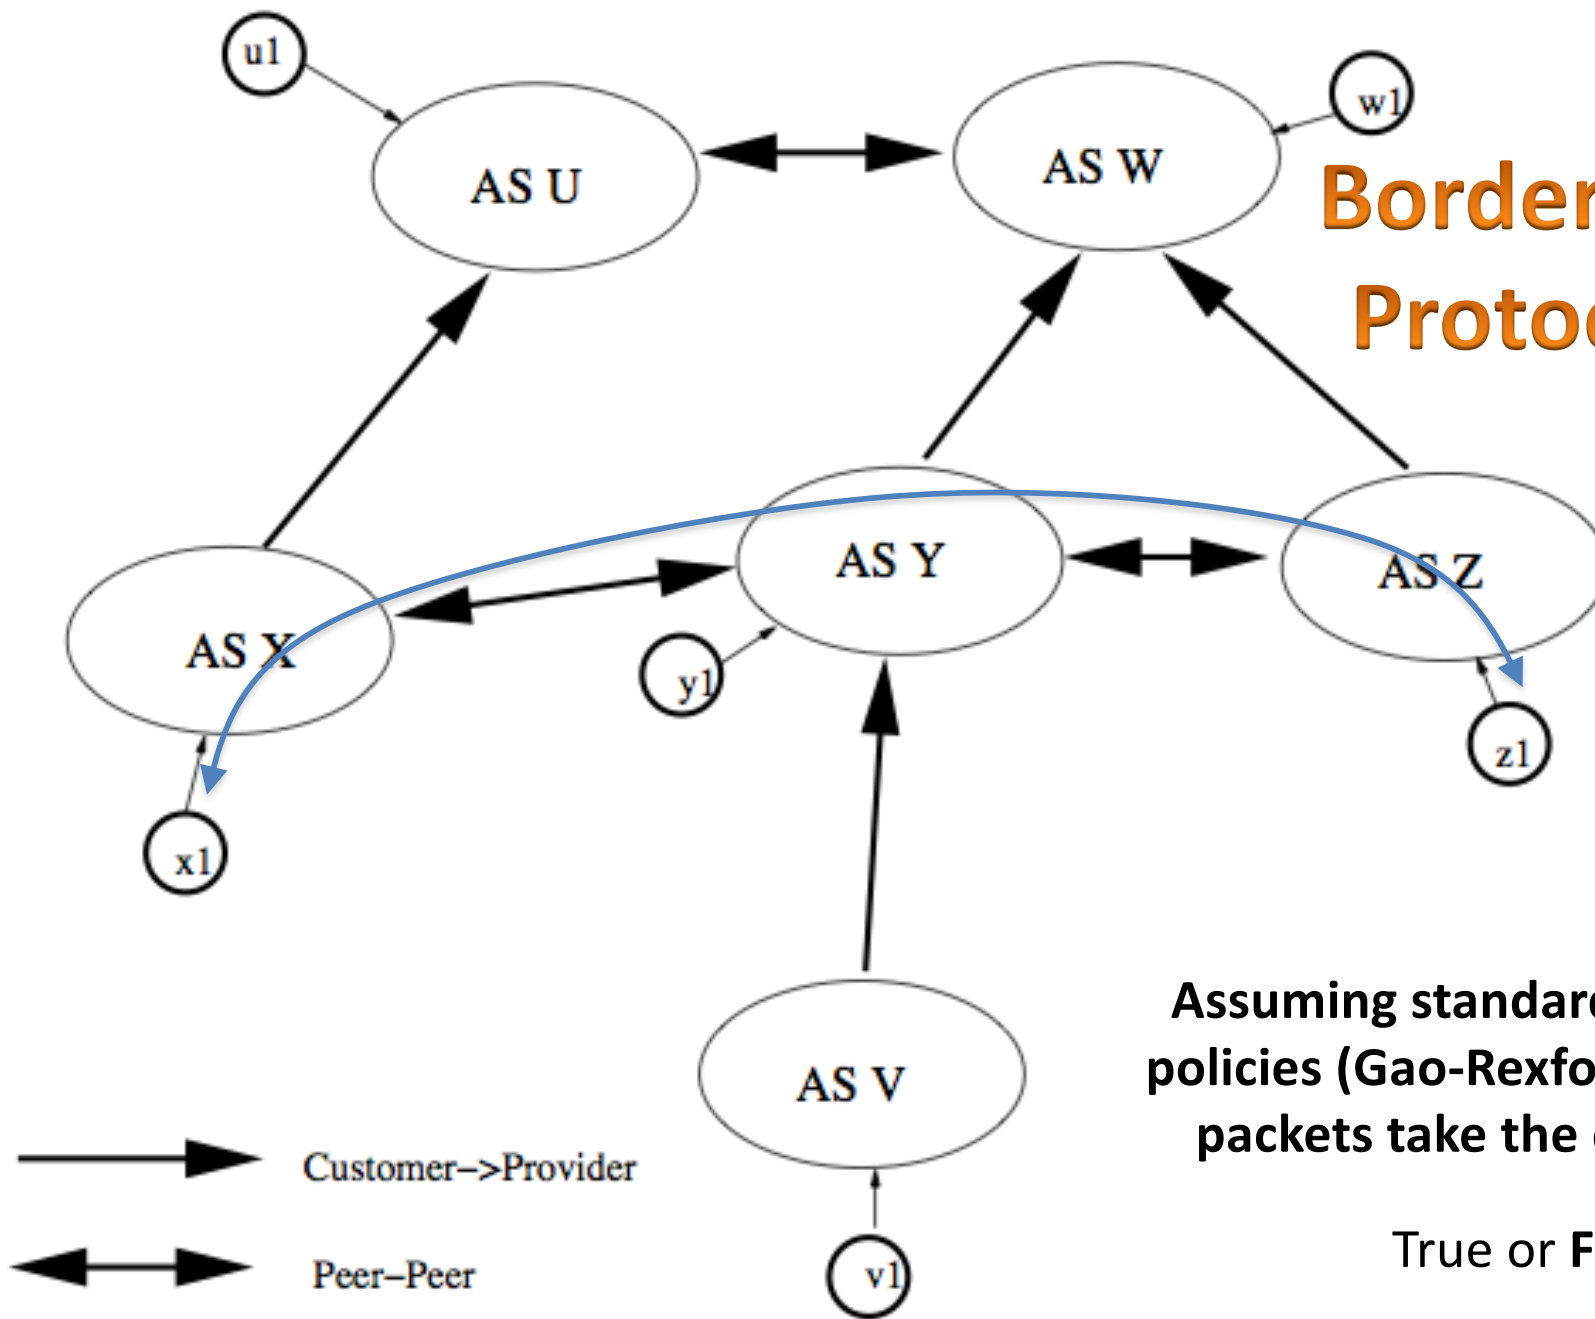 u1
w1
AS U
AS W
Border
AS Y
AS Z
AS X
y1
z1
x1
Assuming standard
policies (Gao-Rexfo
AS V
packets take the
Customer–>Provider
True or F
Peer–Peer
v1